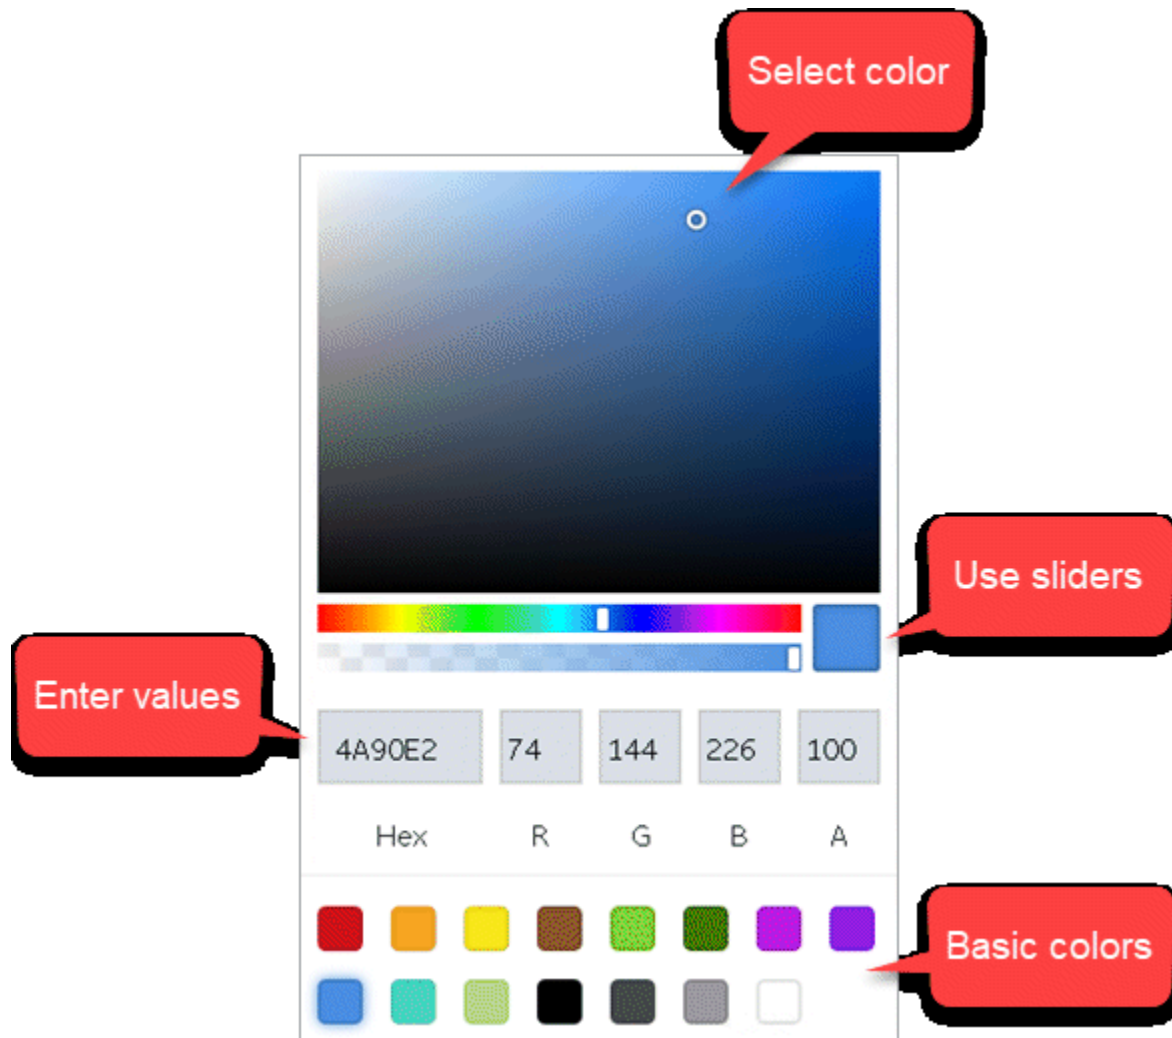 Select color
Use sliders
Enter values
4A90E2 74 144 226 100
Hex R G B A
Basic colors